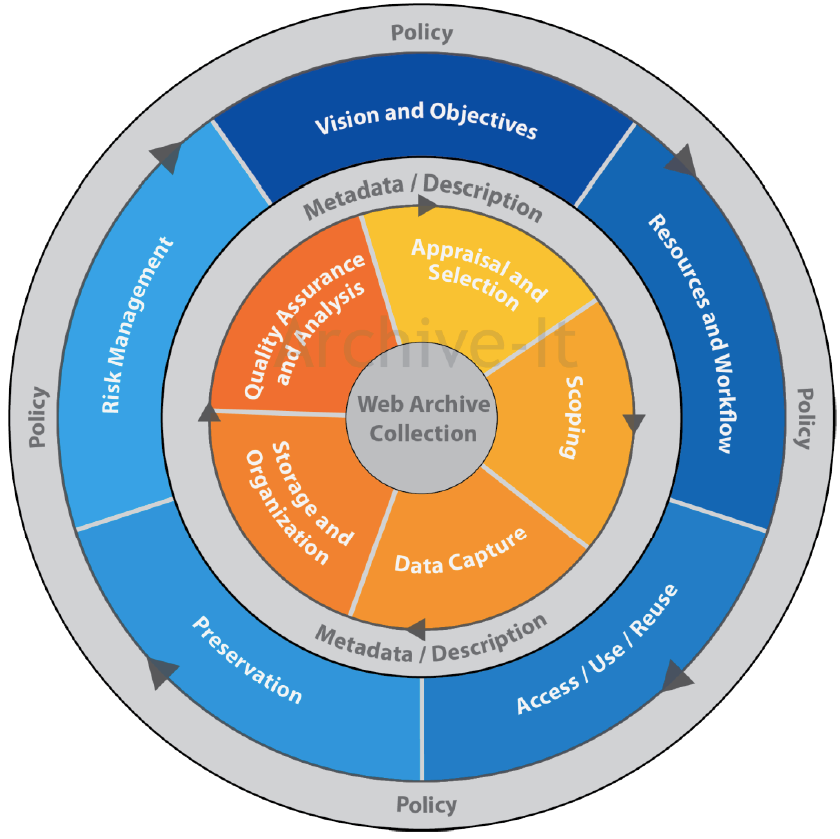 Policy
Vision and Objectives
Metadata / Description
Appraisal and
Selection
Quality Assurance
and Analysis
Risk Management
Resources and Workflow
Archive-It
Policy
Web Archive
Collection
Scoping
Policy
Storage and
Organization
Data Capture
Metadata / Description
Preservation
Access / Use / Reuse
Policy